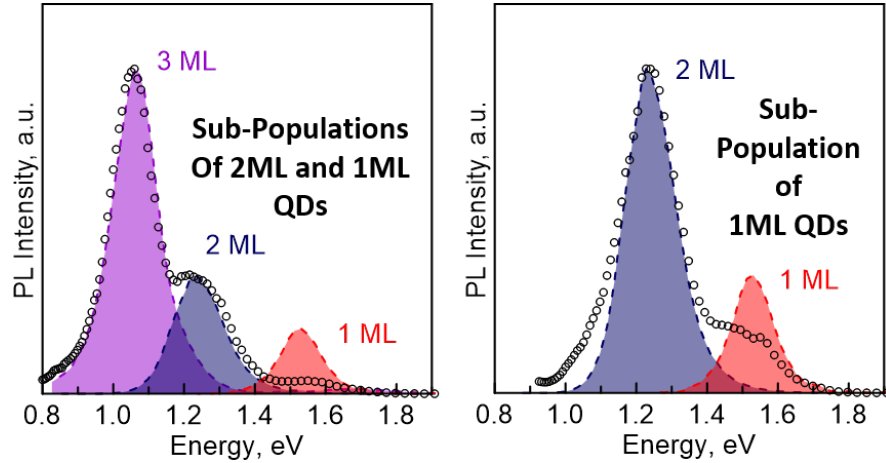 PL Intensity, a.u.
3 ML
Sub-Populations
Of 2ML and 1ML
QDs
2 ML
1 ML
0.8 1.0 1.2 1.4 1.6 1.8
Energy, eV
PL Intensity, a.u.
2 ML
Sub-
Population
of
1ML QDs
1 ML
0.8 1.0 1.2 1.4 1.6 1.8
Energy, eV